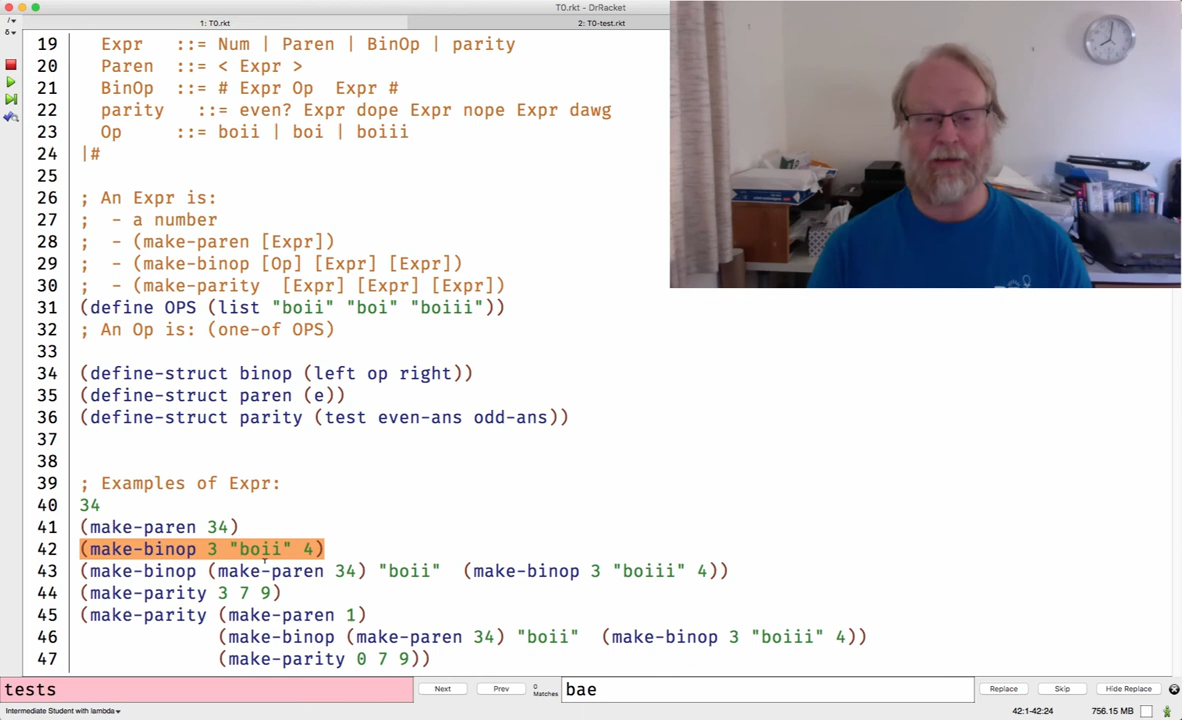 T0.rkt - DrRacket
1: T0.rkt
2: T0-test.rkt
19 Expr ::= Num | Paren | BinOp | parity
20 Paren ::= < Expr >
21 BinOp ::= # Expr Op Expr #
22 parity ::= even? Expr dope Expr nope Expr dawg
23 Op ::= boii | boi | boiii
24 |#
25
26 ; An Expr is:
27 ; - a number
28 ; - (make-paren [Expr])
29 ; - (make-binop [Op] [Expr] [Expr])
30 ; - (make-parity [Expr] [Expr] [Expr])
31 (define OPS (list "boii" "boi" "boiii"))
32 ; An Op is: (one-of OPS)
33
34 (define-struct binop (left op right))
35 (define-struct paren (e))
36 (define-struct parity (test even-ans odd-ans))
37
38
39 ; Examples of Expr:
40 34
41 (make-paren 34)
42 (make-binop 3 "boii" 4)
43 (make-binop (make-paren 34) "boii" (make-binop 3 "boiii" 4))
44 (make-parity 3 7 9)
45 (make-parity (make-paren 1)
46 (make-binop (make-paren 34) "boii" (make-binop 3 "boiii" 4))
47 (make-parity 0 7 9))
tests
Next
Prev
0 Matches
bae
Replace
Skip
Hide Replace
Intermediate Student with lambda
42:1-42:24
756.15 MB